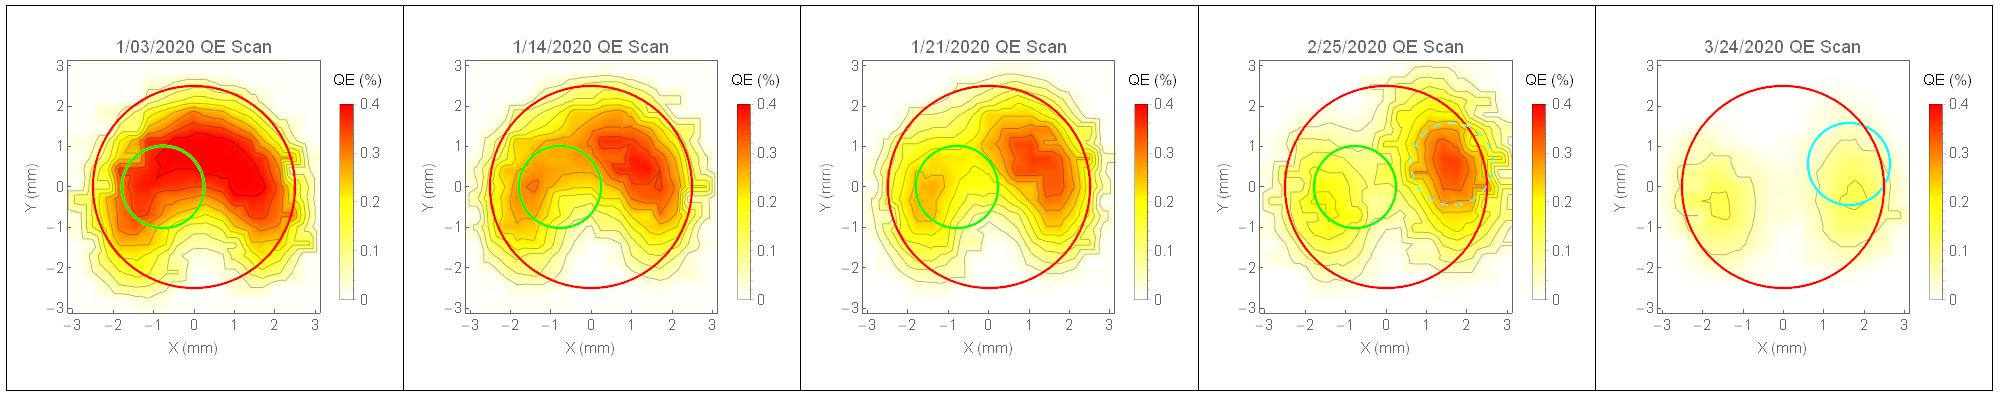 1/03/2020 QE Scan
QE (%)
3
2
1
0
−1
−2
−3
Y (mm)
−3 −2 −1 0 1 2 3
X (mm)
0.4
0.3
0.2
0.1
0
1/14/2020 QE Scan
QE (%)
3
2
1
0
−1
−2
−3
Y (mm)
−3 −2 −1 0 1 2 3
X (mm)
0.4
0.3
0.2
0.1
0
1/21/2020 QE Scan
QE (%)
3
2
1
0
−1
−2
−3
Y (mm)
−3 −2 −1 0 1 2 3
X (mm)
0.4
0.3
0.2
0.1
0
2/25/2020 QE Scan
QE (%)
3
2
1
0
−1
−2
−3
Y (mm)
−3 −2 −1 0 1 2 3
X (mm)
0.4
0.3
0.2
0.1
0
3/24/2020 QE Scan
QE (%)
3
2
1
0
−1
−2
−3
Y (mm)
−3 −2 −1 0 1 2 3
X (mm)
0.4
0.3
0.2
0.1
0